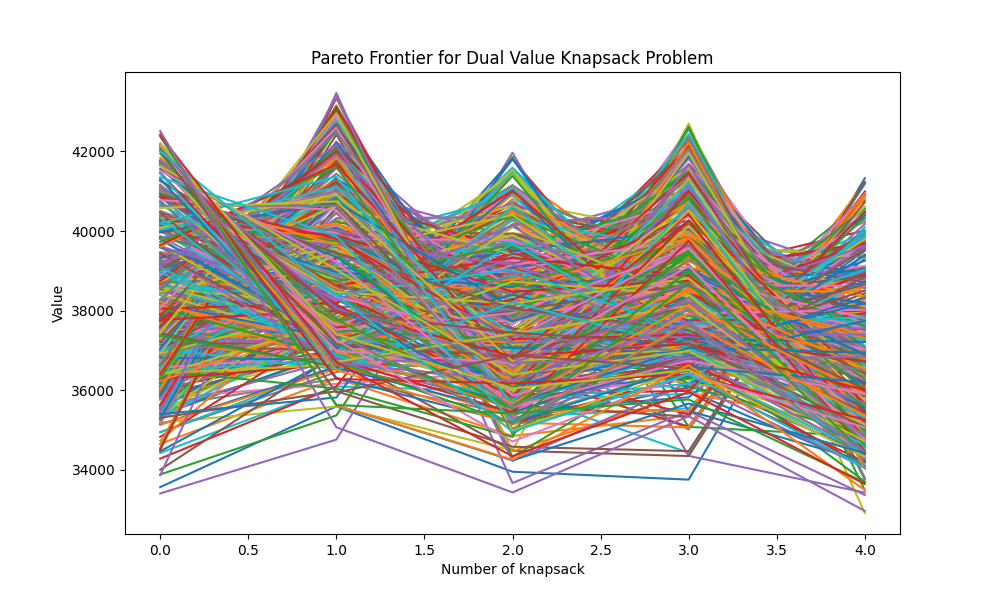 Pareto Frontier for Dual Value Knapsack Problem
42000
40000
38000
36000
34000
Value
0.0 0.5 1.0 1.5 2.0 2.5 3.0 3.5 4.0
Number of knapsack